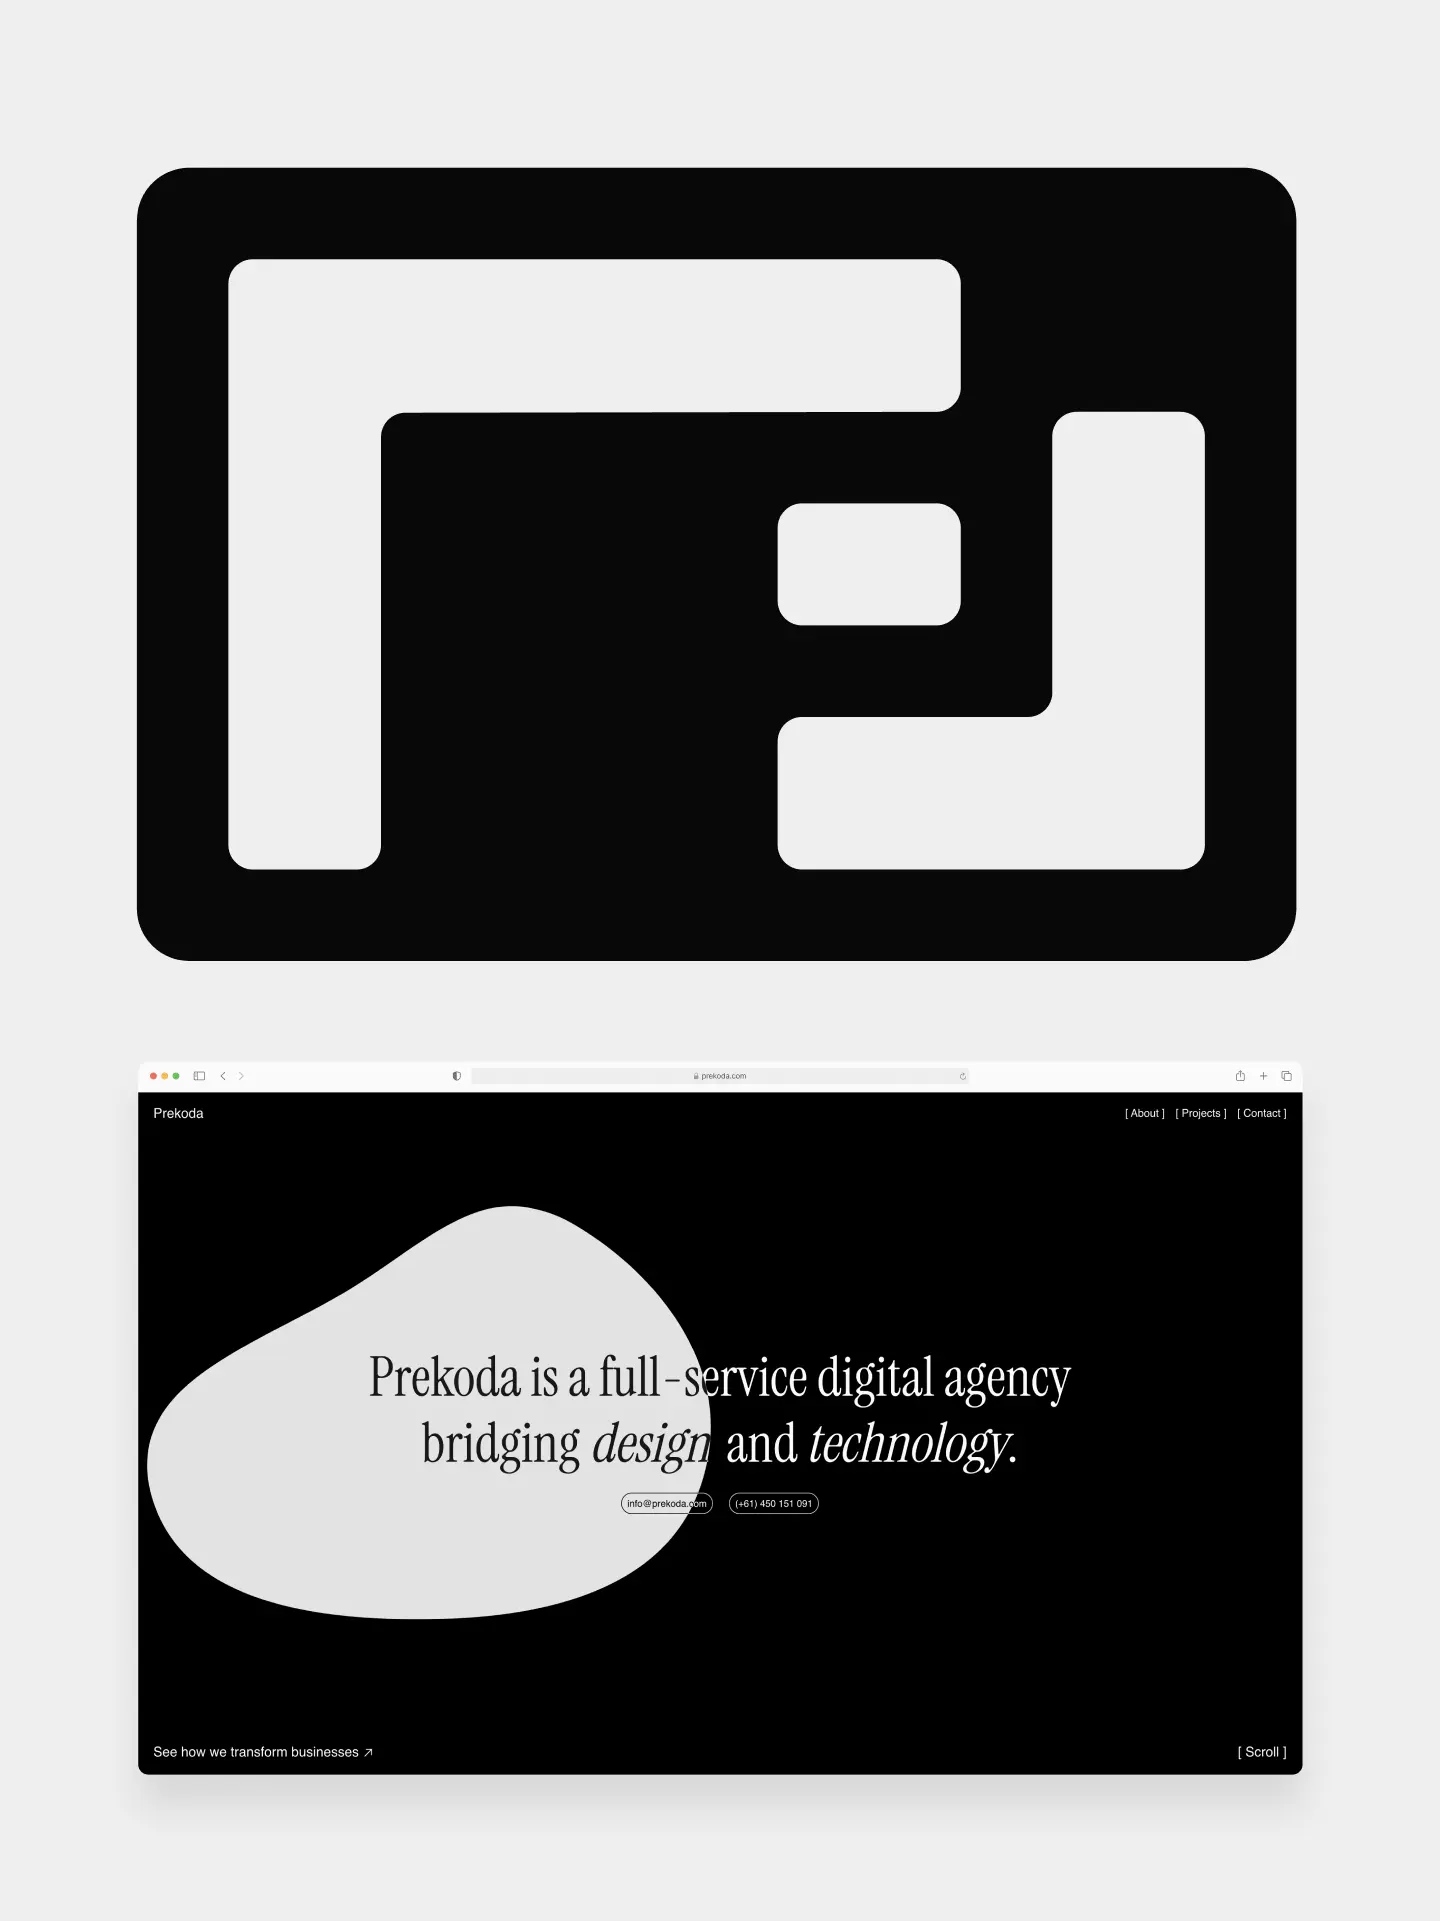 prekoda.com
Prekoda
[ About ] [ Projects ] [ Contact ]
Prekoda is a full-service digital agency
bridging design and technology.
info@prekoda.com (+61) 450 151 091
See how we transform businesses ↗
[ Scroll ]